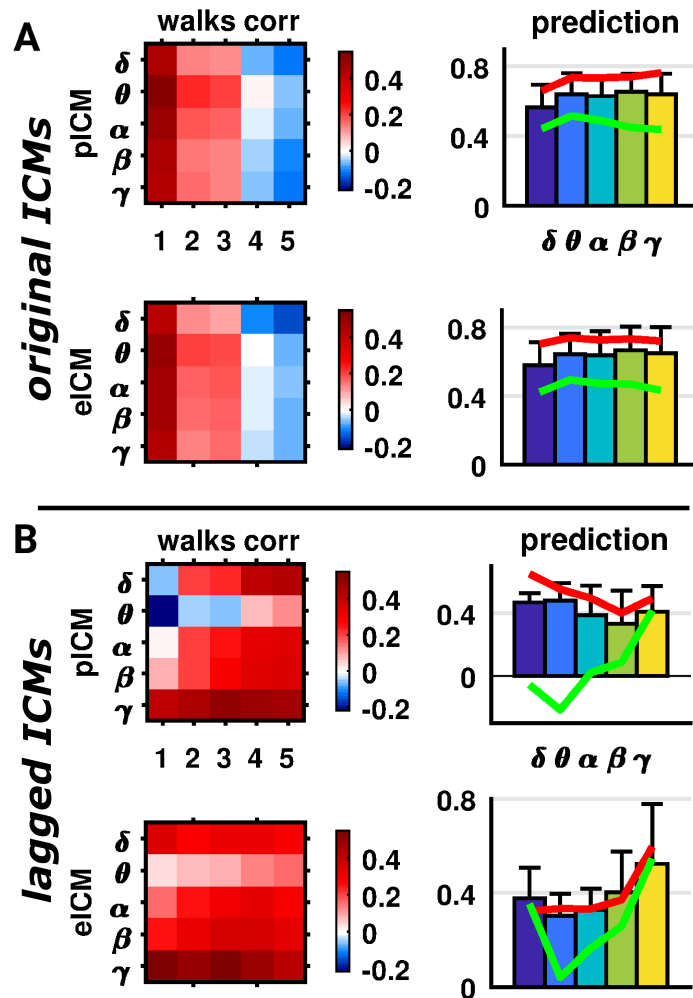 A
walks corr
prediction
original ICMs
pICM
δ
θ
α
β
γ
0.4
0.2
0
-0.2
0.8
0.4
0
1 2 3 4 5
δ θ α β γ
eICM
δ
θ
α
β
γ
0.4
0.2
0
-0.2
0.8
0.4
0
B
walks corr
prediction
lagged ICMs
pICM
δ
θ
α
β
γ
0.4
0.2
0
-0.2
0.4
0
1 2 3 4 5
δ θ α β γ
eICM
δ
θ
α
β
γ
0.4
0.2
0
-0.2
0.8
0.4
0